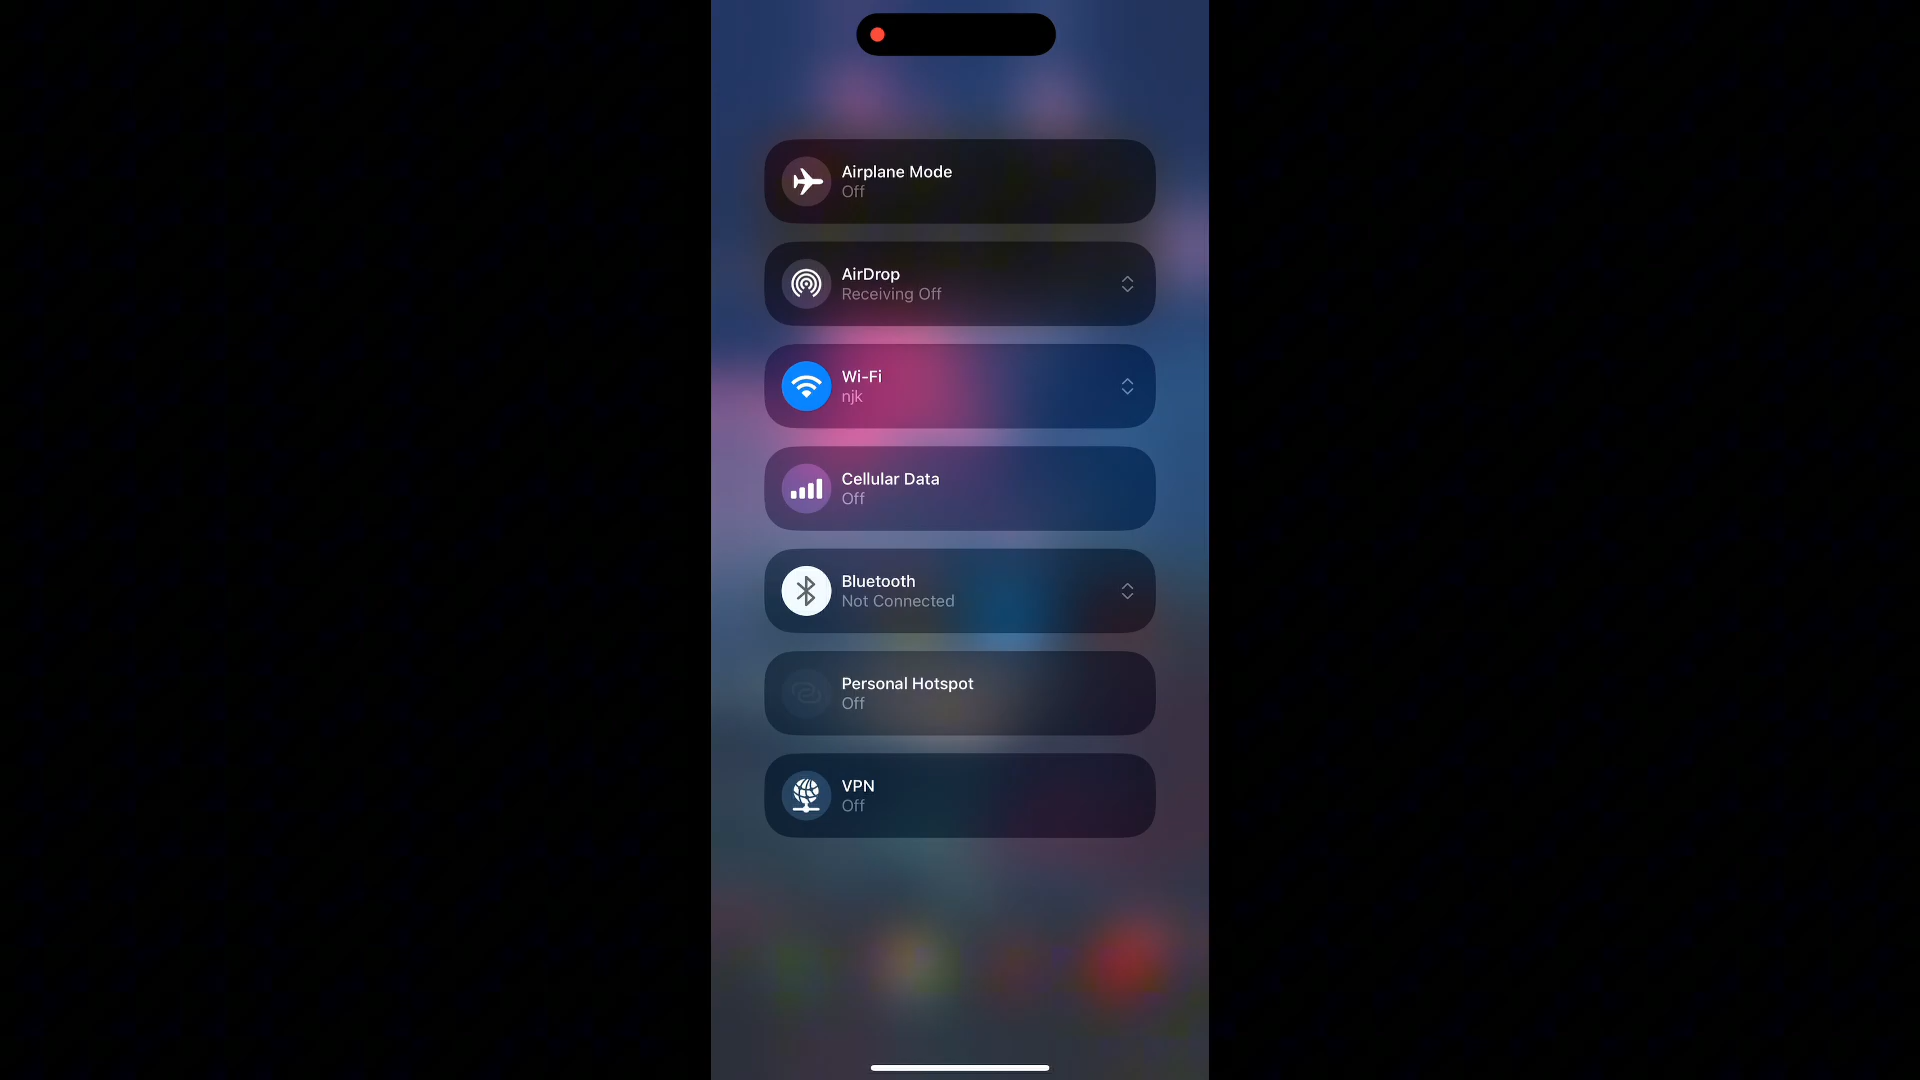 Airplane Mode
Off
AirDrop
Receiving Off
Wi-Fi
njk
Cellular Data
Off
Bluetooth
Not Connected
Personal Hotspot
Off
VPN
Off